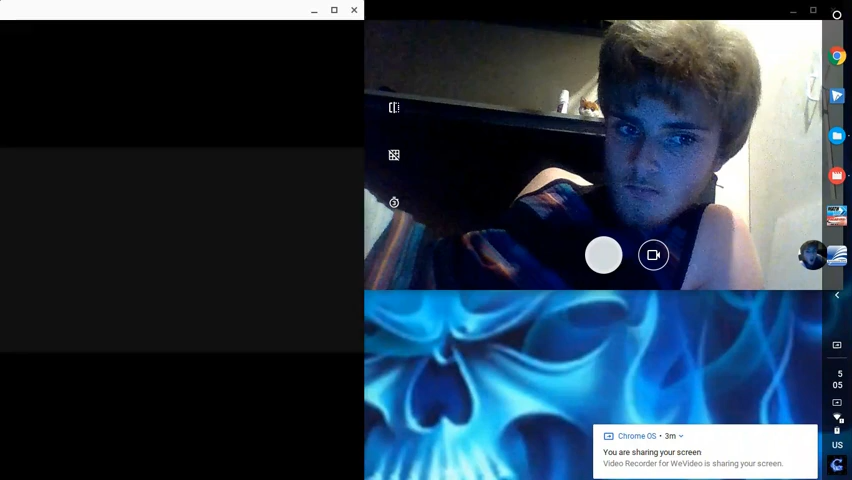 3
Chrome OS • 3m
You are sharing your screen
Video Recorder for WeVideo is sharing your screen.
5
05
US